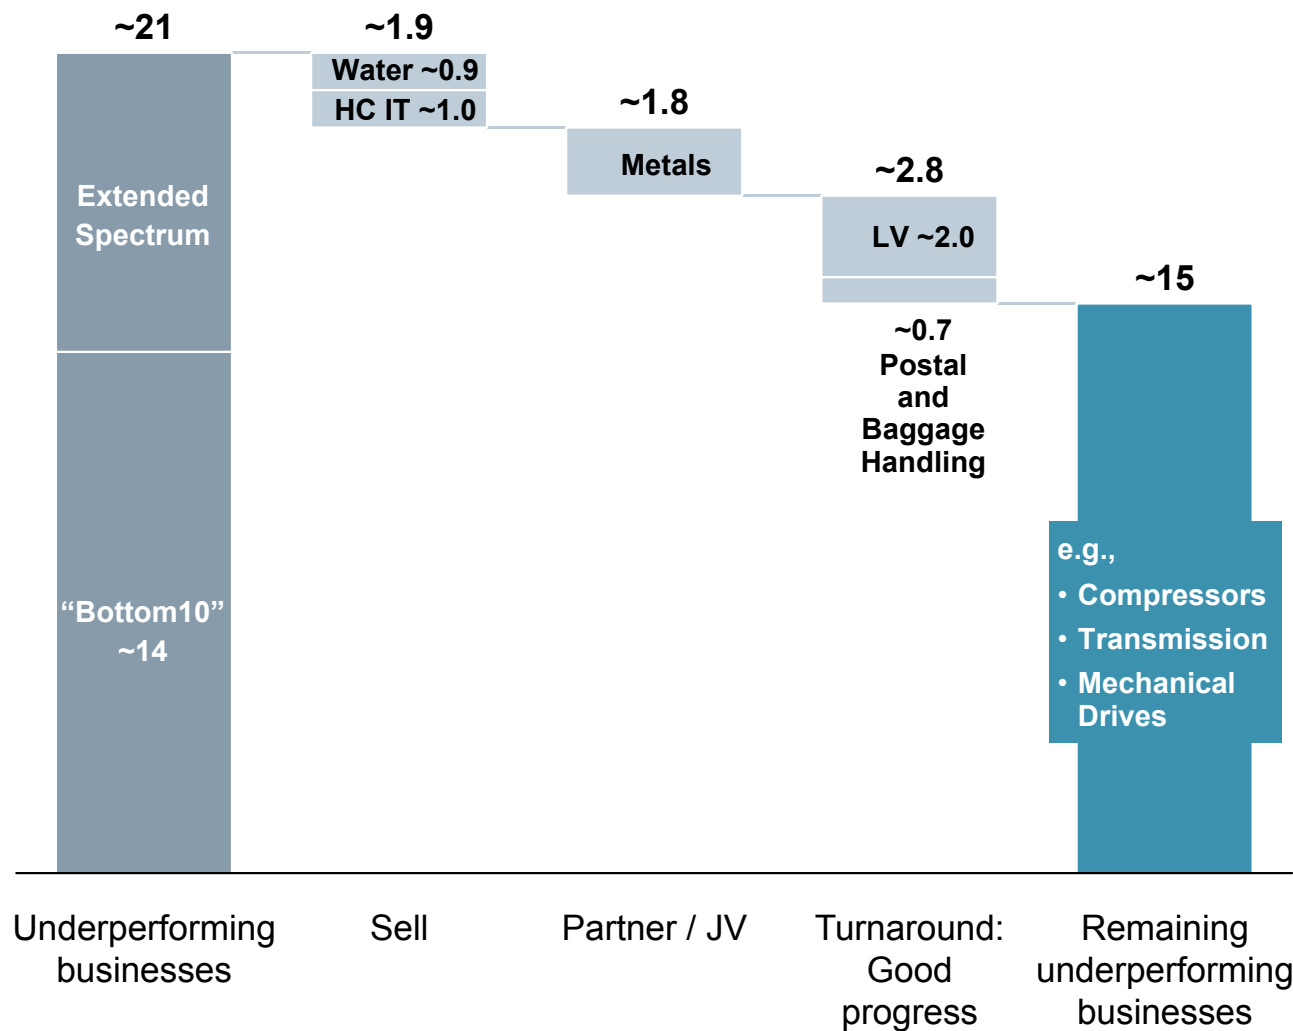 ~21
Extended
Spectrum
“Bottom10”
~14
~1.9
Water ~0.9
HC IT ~1.0
~1.8
Metals
~2.8
LV ~2.0
~0.7
Postal
and
Baggage
Handling
~15
e.g.,
• Compressors
• Transmission
• Mechanical
Drives
Underperforming
businesses
Sell
Partner / JV
Turnaround:
Good
progress
Remaining
underperforming
businesses